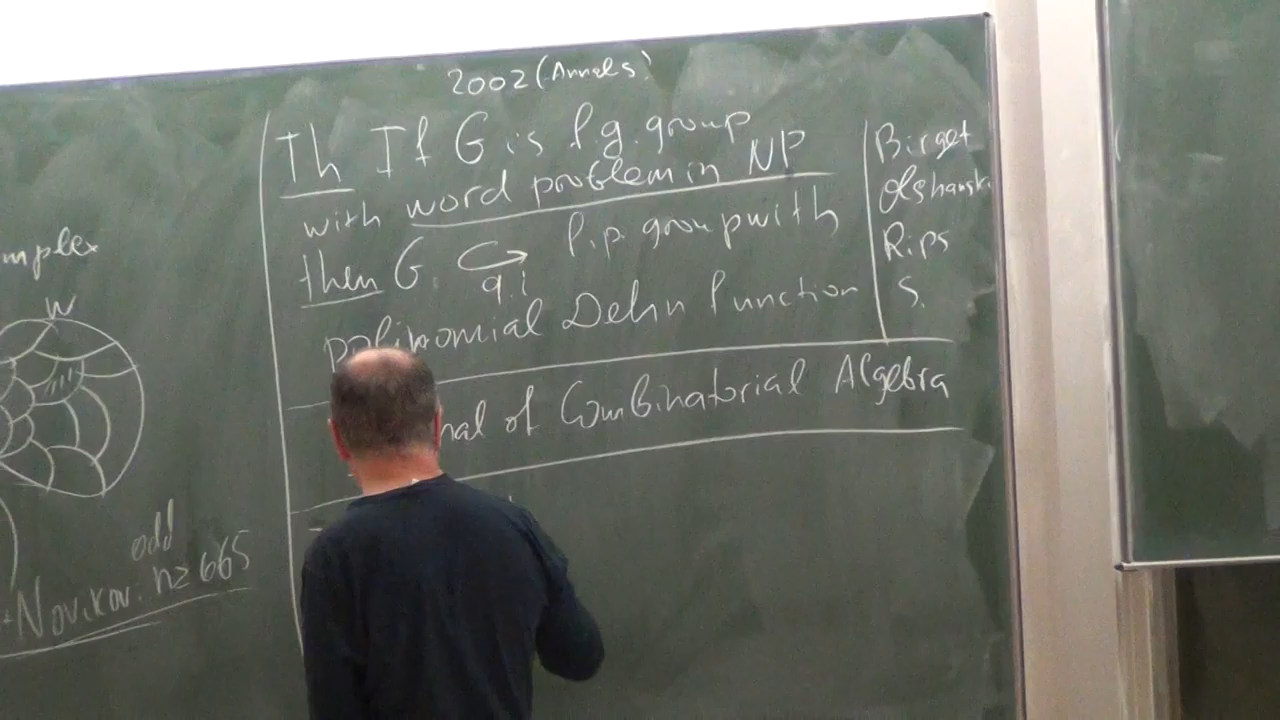 mplex
W
odd
Novikov. n≥665
2002 (Annals)
Th If G is f.g. group
with word problem in NP
then G ↪ f.p. group with
q.i
polinomial Dehn function
Birget
Olshanski
Rips
S.
nal of Combinatorial Algebra